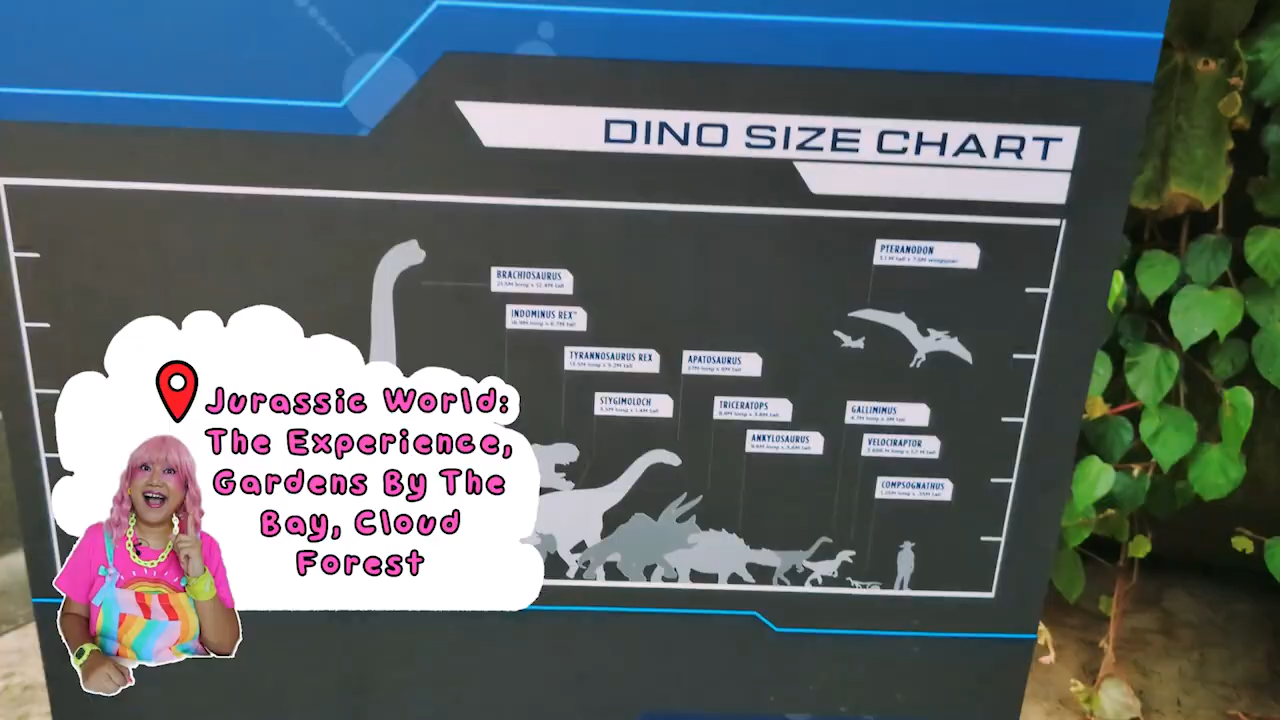 DINO SIZE CHART
PTERANODON
BRACHIOSAURUS
INDOMINUS REX™
TYRANNOSAURUS REX
APATOSAURUS
STYGIMOLOCH
TRICERATOPS
GALLIMIMUS
ANKYLOSAURUS
VELOCIRAPTOR
COMPSOGNATHUS
Jurassic World:
The Experience,
Gardens By The
Bay, Cloud
Forest